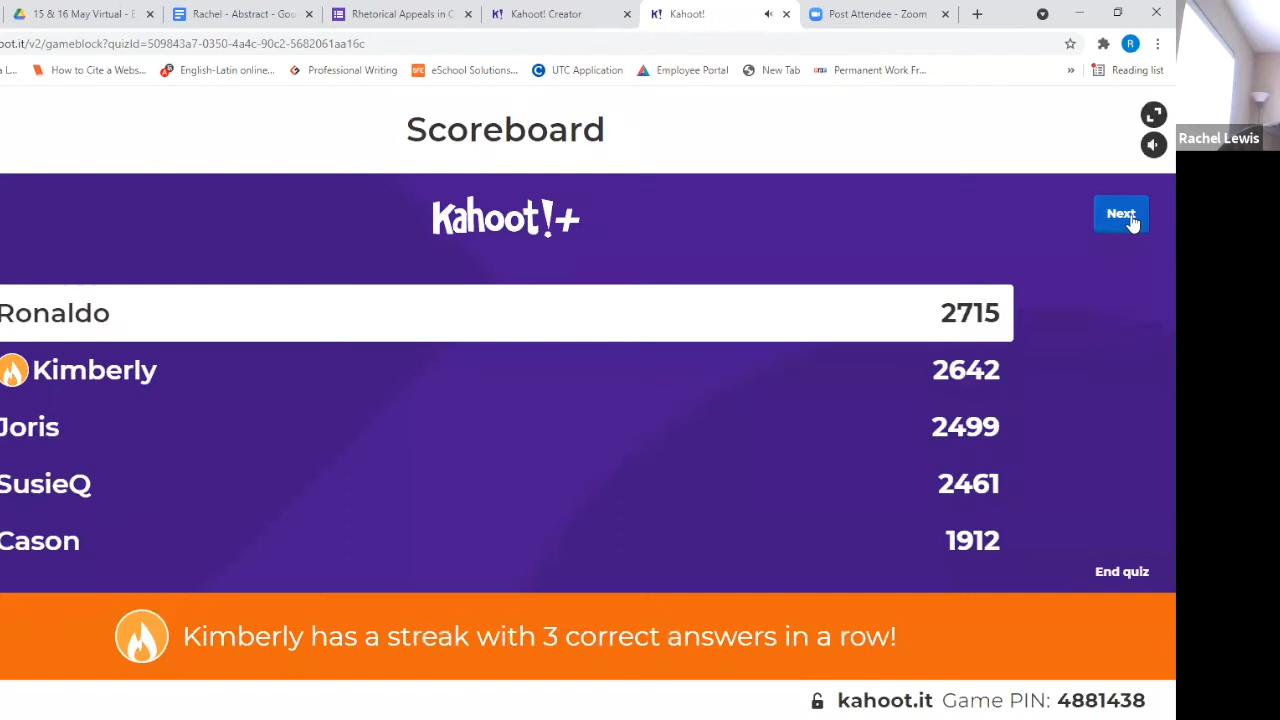 15 & 16 May Virtual - E
Rachel - Abstract - Goo
Rhetorical Appeals in C
Kahoot! Creator
Kahoot!
Post Attendee - Zoom
oot.it/v2/gameblock?quizId=509843a7-0350-4a4c-90c2-5682061aa16c
R
a L...
How to Cite a Webs...
English-Latin online...
Professional Writing
eSchool Solutions...
UTC Application
Employee Portal
New Tab
Permanent Work Fr...
»
Reading list
Rachel Lewis
Scoreboard
Kahoot!+
Next
Ronaldo 2715
Kimberly 2642
Joris 2499
SusieQ 2461
Cason 1912
End quiz
Kimberly has a streak with 3 correct answers in a row!
kahoot.it Game PIN: 4881438